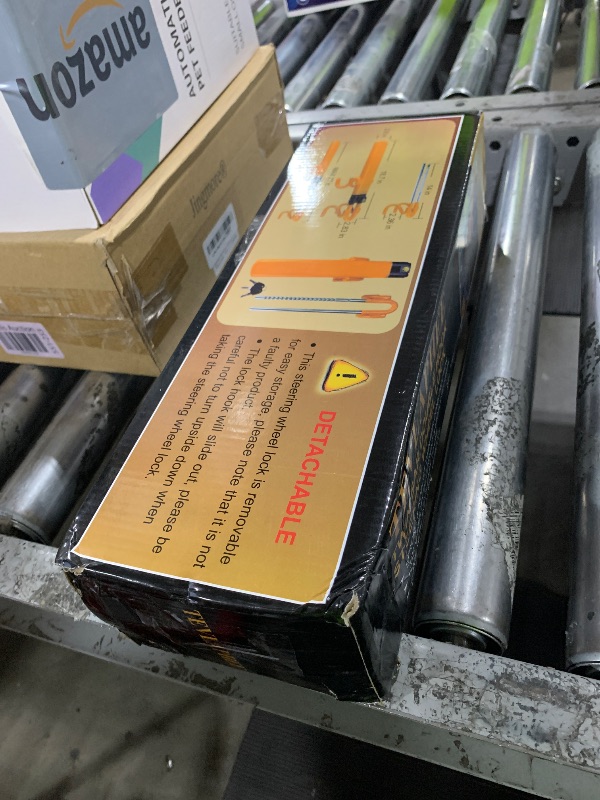 amazon
AUTOMATIC
PET FEEDER
Jingmicroll
Auction
DETACHABLE
• This steering wheel lock is removable
for easy storage, please note that it is not
a faulty product.
• The lock hook will slide out, please be
careful not to turn upside down when
taking the steering wheel lock.